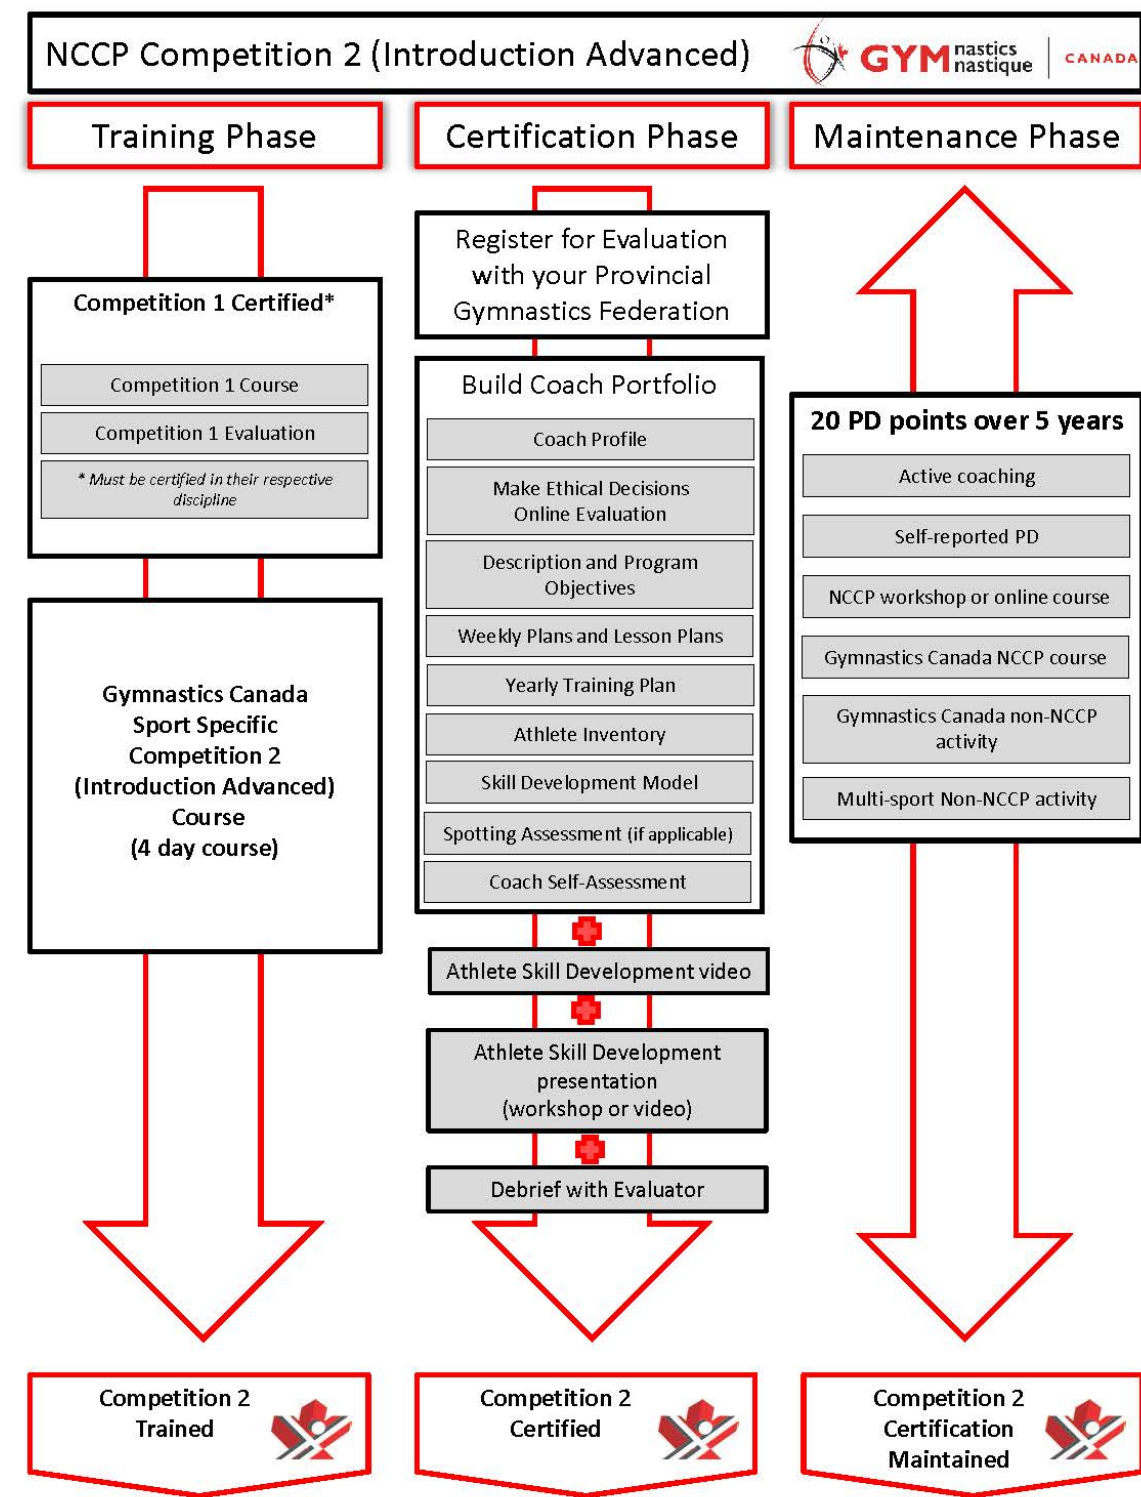 NCCP Competition 2 (Introduction Advanced)
GYMnastics
nastique
CANADA
Training Phase
Competition 1 Certified*
Competition 1 Course
Competition 1 Evaluation
* Must be certified in their respective
discipline
Gymnastics Canada
Sport Specific
Competition 2
(Introduction Advanced)
Course
(4 day course)
Competition 2
Trained
Certification Phase
Register for Evaluation
with your Provincial
Gymnastics Federation
Build Coach Portfolio
Coach Profile
Make Ethical Decisions
Online Evaluation
Description and Program
Objectives
Weekly Plans and Lesson Plans
Yearly Training Plan
Athlete Inventory
Skill Development Model
Spotting Assessment (if applicable)
Coach Self-Assessment
Athlete Skill Development video
Athlete Skill Development
presentation
(workshop or video)
Debrief with Evaluator
Competition 2
Certified
Maintenance Phase
20 PD points over 5 years
Active coaching
Self-reported PD
NCCP workshop or online course
Gymnastics Canada NCCP course
Gymnastics Canada non-NCCP
activity
Multi-sport Non-NCCP activity
Competition 2
Certification
Maintained